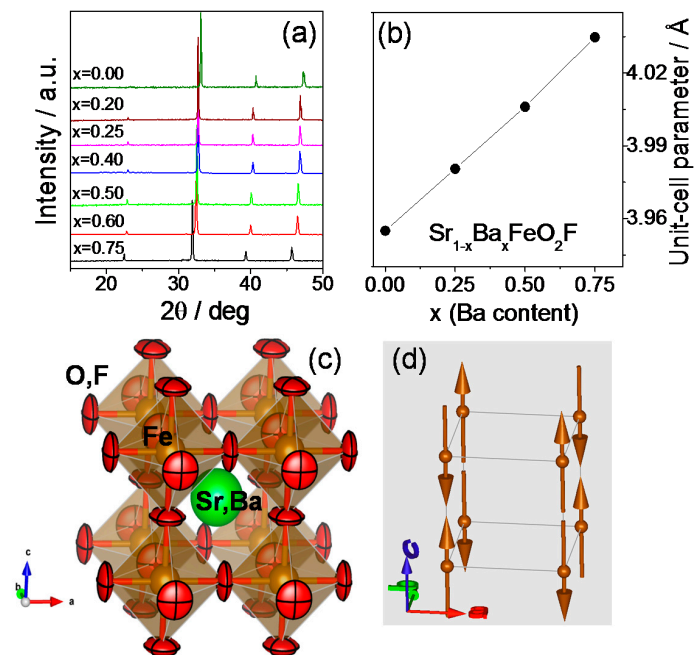 (a)
Intensity / a.u.
x=0.00
x=0.20
x=0.25
x=0.40
x=0.50
x=0.60
x=0.75
20 30 40 50
2θ / deg
(b)
Unit-cell parameter / Å
4.02
3.99
3.96
Sr₁₋ₓBaₓFeO₂F
0.00 0.25 0.50 0.75
x (Ba content)
(c)
O,F
Fe
Sr,Ba
c
b
a
(d)
c
b
a